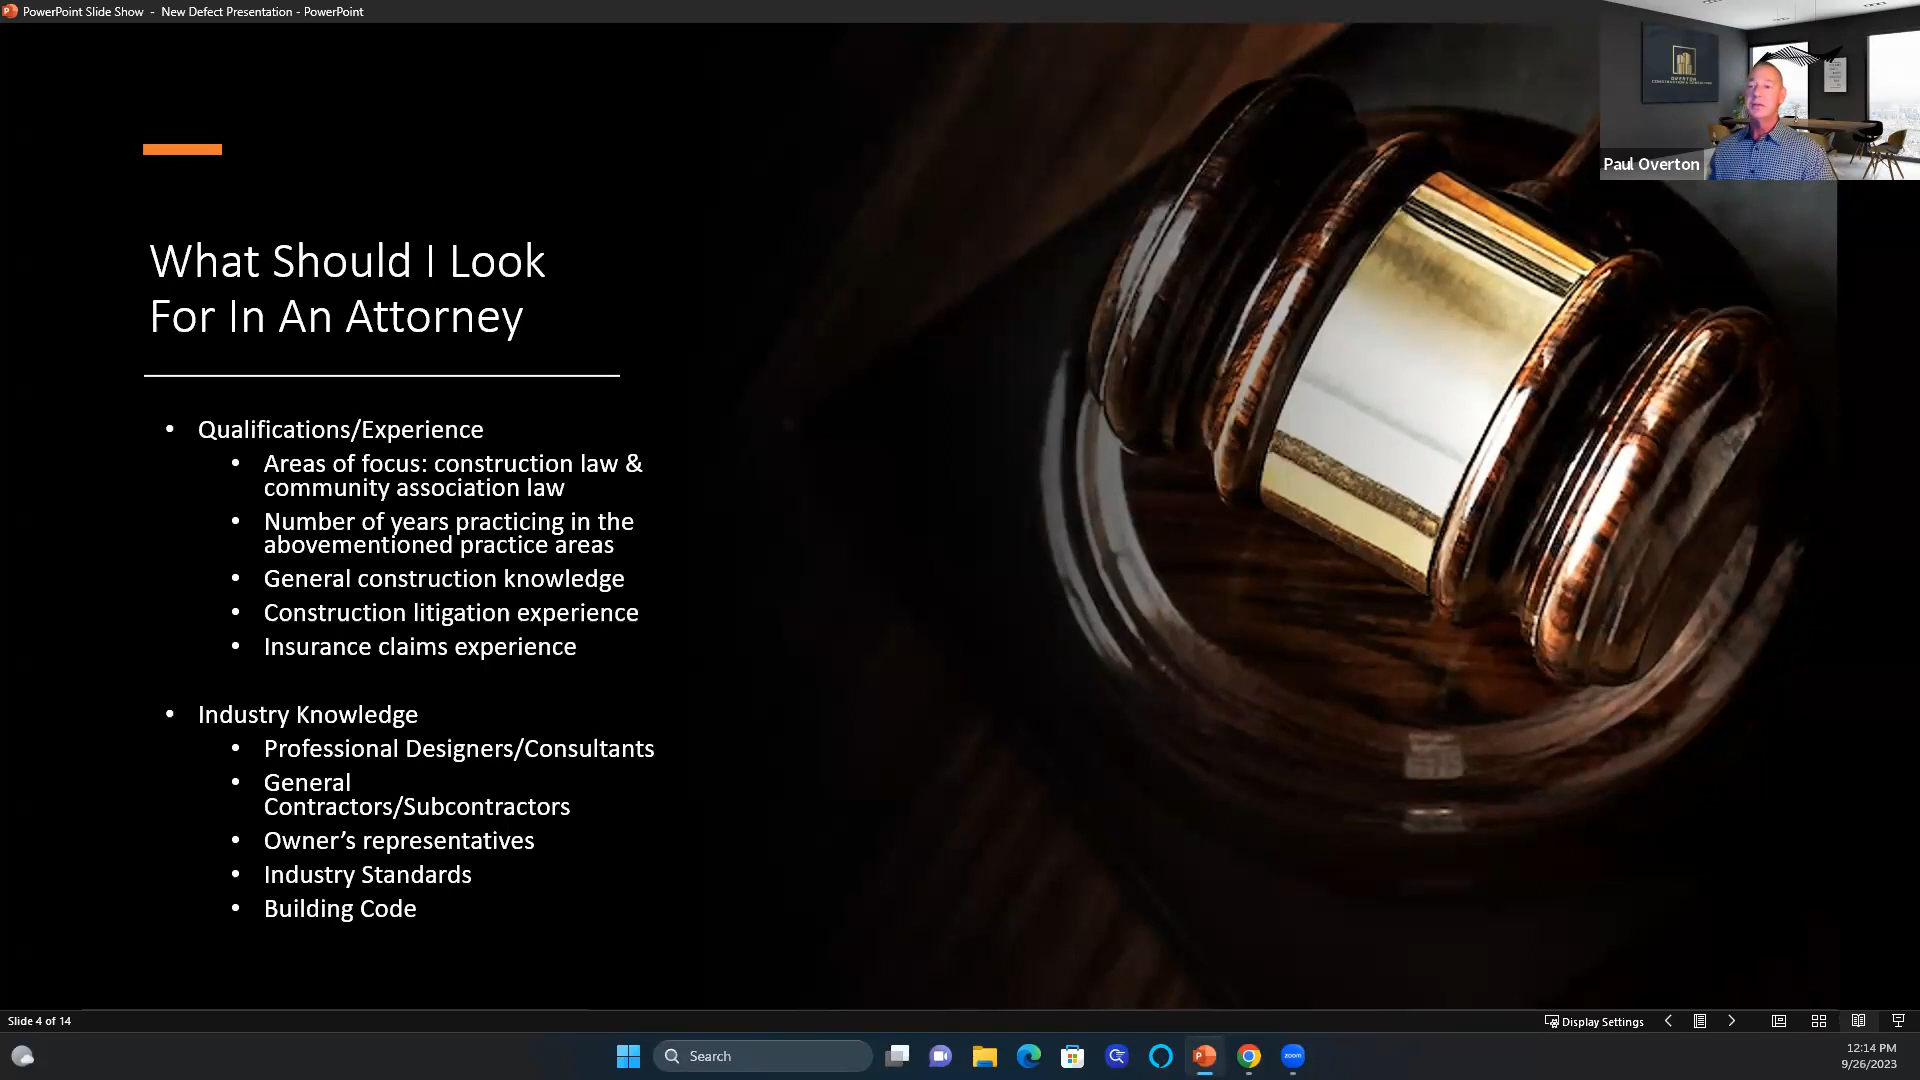 PowerPoint Slide Show - New Defect Presentation - PowerPoint
Paul Overton
What Should I Look
For In An Attorney
• Qualifications/Experience
• Areas of focus: construction law &
community association law
• Number of years practicing in the
abovementioned practice areas
• General construction knowledge
• Construction litigation experience
• Insurance claims experience
• Industry Knowledge
• Professional Designers/Consultants
• General
Contractors/Subcontractors
• Owner’s representatives
• Industry Standards
• Building Code
Slide 4 of 14
Display Settings
Search
zoom
12:14 PM
9/26/2023